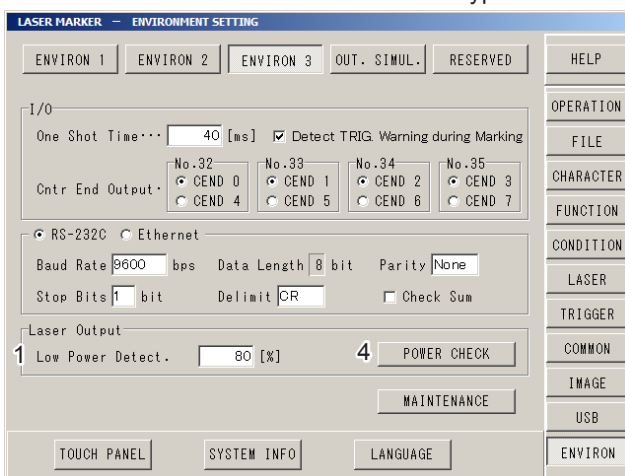 LASER MARKER － ENVIRONMENT SETTING
ENVIRON 1 ENVIRON 2 ENVIRON 3 OUT. SIMUL. RESERVED
HELP
OPERATION
FILE
CHARACTER
FUNCTION
CONDITION
LASER
TRIGGER
COMMON
IMAGE
USB
ENVIRON
I/O
One Shot Time･･･ 40 [ms] Detect TRIG. Warning during Marking
No.32 No.33 No.34 No.35
Cntr End Output･ CEND 0 CEND 1 CEND 2 CEND 3
CEND 4 CEND 5 CEND 6 CEND 7
RS-232C Ethernet
Baud Rate 9600 bps Data Length 8 bit Parity None
Stop Bits 1 bit Delimit CR Check Sum
Laser Output
1 Low Power Detect. 80 [%] 4 POWER CHECK
MAINTENANCE
TOUCH PANEL SYSTEM INFO LANGUAGE